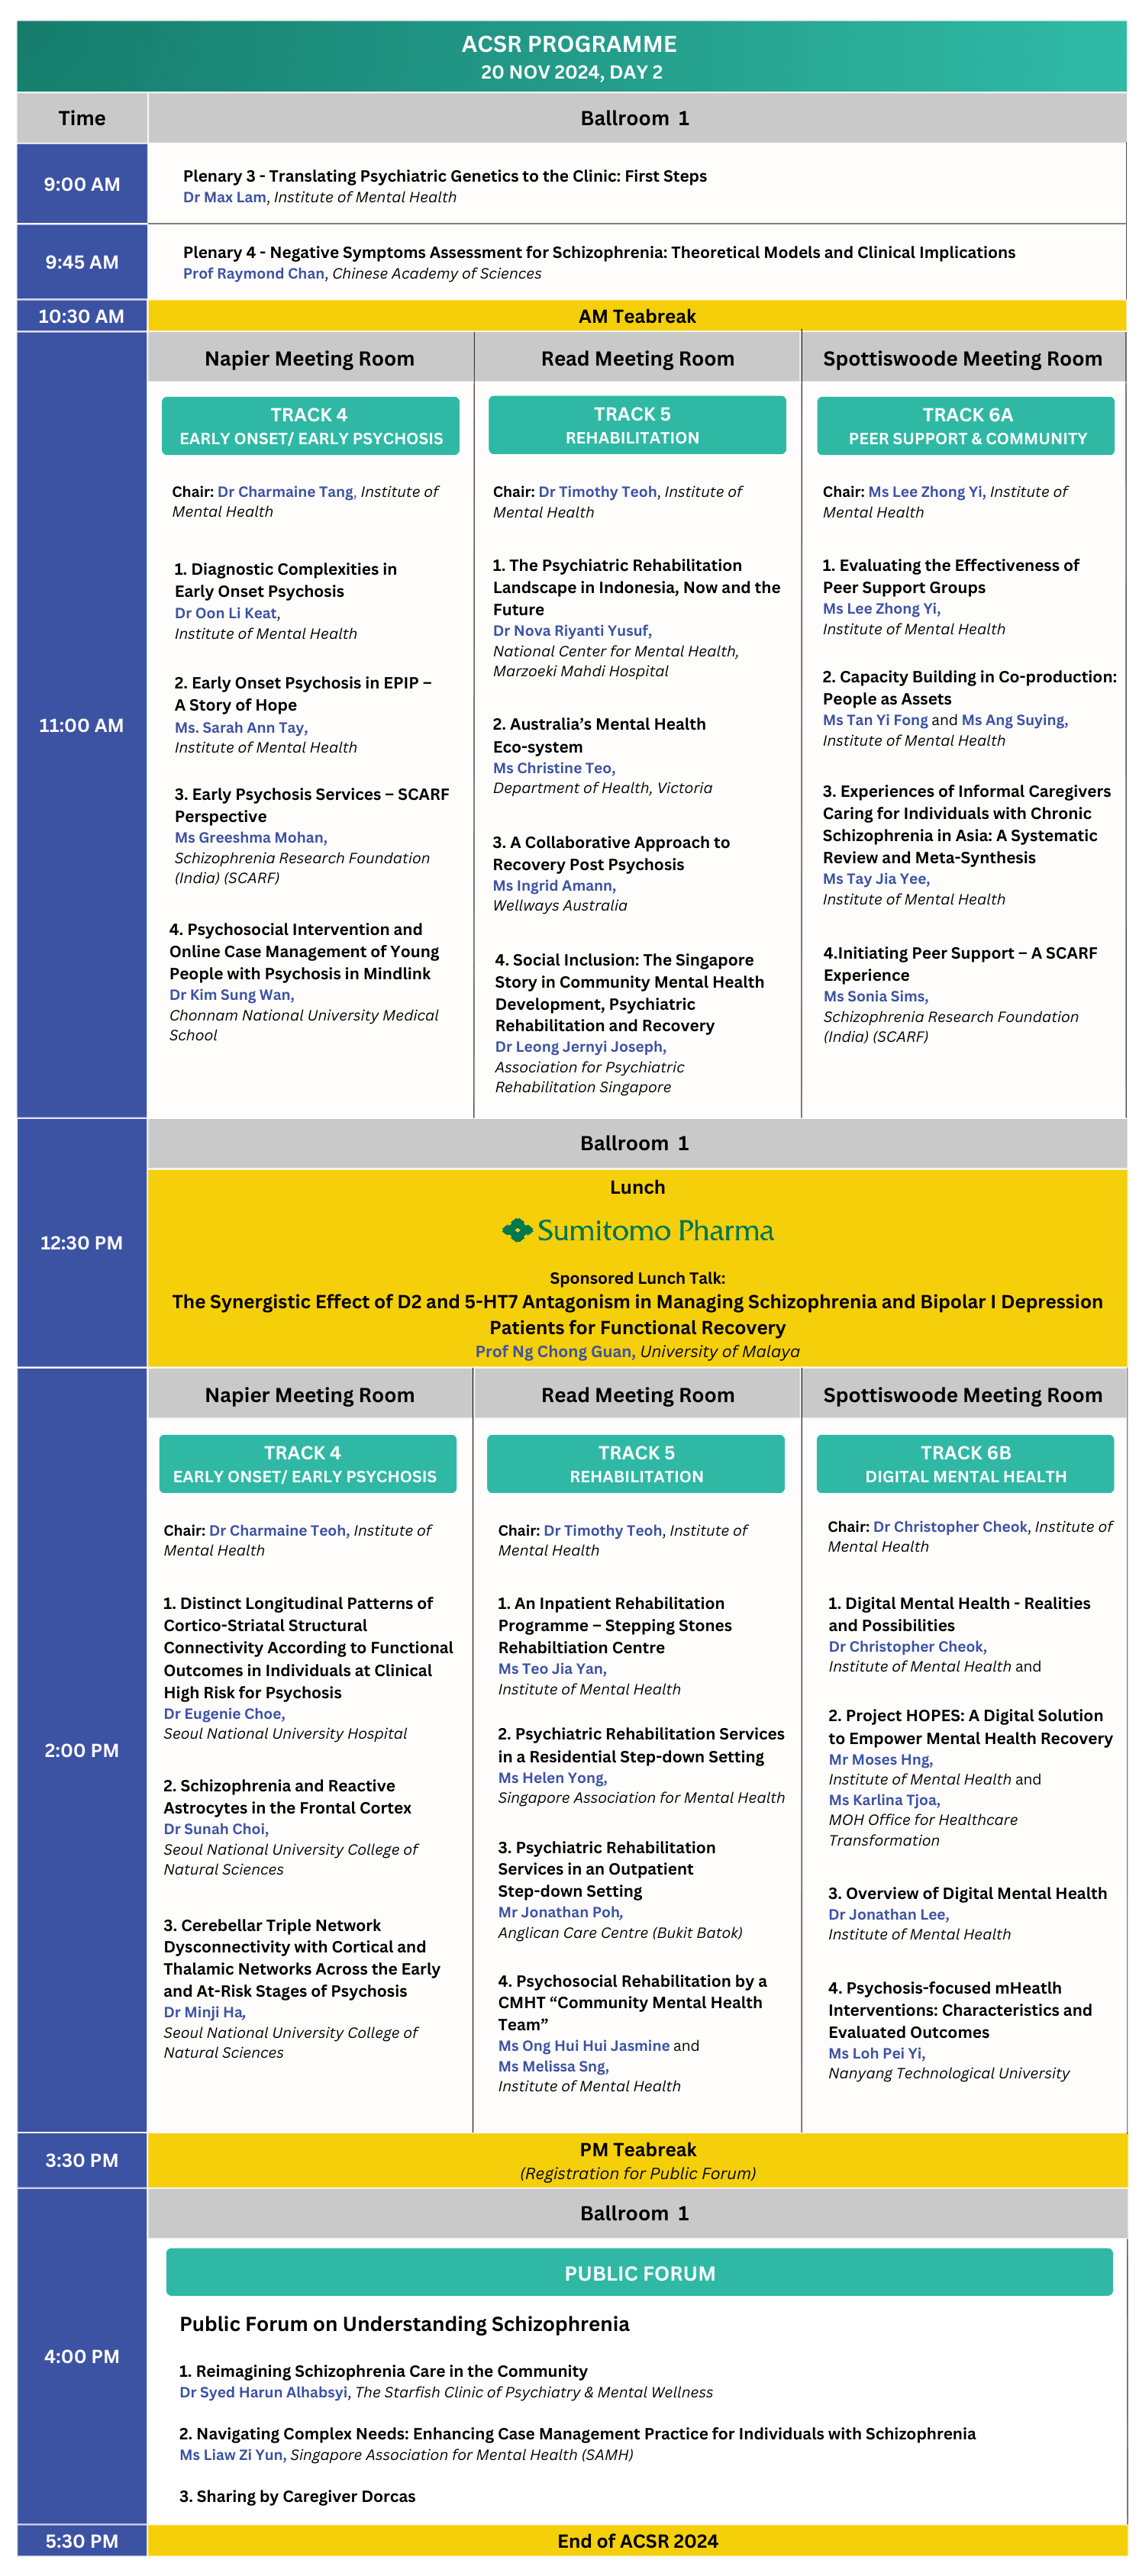 ACSR PROGRAMME
20 NOV 2024, DAY 2
Time
Ballroom 1
9:00 AM
Plenary 3 - Translating Psychiatric Genetics to the Clinic: First Steps
Dr Max Lam, Institute of Mental Health
9:45 AM
Plenary 4 - Negative Symptoms Assessment for Schizophrenia: Theoretical Models and Clinical Implications
Prof Raymond Chan, Chinese Academy of Sciences
10:30 AM
AM Teabreak
11:00 AM
Napier Meeting Room
TRACK 4
EARLY ONSET/ EARLY PSYCHOSIS
Chair: Dr Charmaine Tang, Institute of
Mental Health
1. Diagnostic Complexities in
Early Onset Psychosis
Dr Oon Li Keat,
Institute of Mental Health
2. Early Onset Psychosis in EPIP –
A Story of Hope
Ms. Sarah Ann Tay,
Institute of Mental Health
3. Early Psychosis Services – SCARF
Perspective
Ms Greeshma Mohan,
Schizophrenia Research Foundation
(India) (SCARF)
4. Psychosocial Intervention and
Online Case Management of Young
People with Psychosis in Mindlink
Dr Kim Sung Wan,
Chonnam National University Medical
School
Read Meeting Room
TRACK 5
REHABILITATION
Chair: Dr Timothy Teoh, Institute of
Mental Health
1. The Psychiatric Rehabilitation
Landscape in Indonesia, Now and the
Future
Dr Nova Riyanti Yusuf,
National Center for Mental Health,
Marzoeki Mahdi Hospital
2. Australia’s Mental Health
Eco-system
Ms Christine Teo,
Department of Health, Victoria
3. A Collaborative Approach to
Recovery Post Psychosis
Ms Ingrid Amann,
Wellways Australia
4. Social Inclusion: The Singapore
Story in Community Mental Health
Development, Psychiatric
Rehabilitation and Recovery
Dr Leong Jernyi Joseph,
Association for Psychiatric
Rehabilitation Singapore
Spottiswoode Meeting Room
TRACK 6A
PEER SUPPORT & COMMUNITY
Chair: Ms Lee Zhong Yi, Institute of
Mental Health
1. Evaluating the Effectiveness of
Peer Support Groups
Ms Lee Zhong Yi,
Institute of Mental Health
2. Capacity Building in Co-production:
People as Assets
Ms Tan Yi Fong and Ms Ang Suying,
Institute of Mental Health
3. Experiences of Informal Caregivers
Caring for Individuals with Chronic
Schizophrenia in Asia: A Systematic
Review and Meta-Synthesis
Ms Tay Jia Yee,
Institute of Mental Health
4.Initiating Peer Support – A SCARF
Experience
Ms Sonia Sims,
Schizophrenia Research Foundation
(India) (SCARF)
12:30 PM
Ballroom 1
Lunch
Sumitomo Pharma
Sponsored Lunch Talk:
The Synergistic Effect of D2 and 5-HT7 Antagonism in Managing Schizophrenia and Bipolar I Depression
Patients for Functional Recovery
Prof Ng Chong Guan, University of Malaya
2:00 PM
Napier Meeting Room
TRACK 4
EARLY ONSET/ EARLY PSYCHOSIS
Chair: Dr Charmaine Teoh, Institute of
Mental Health
1. Distinct Longitudinal Patterns of
Cortico-Striatal Structural
Connectivity According to Functional
Outcomes in Individuals at Clinical
High Risk for Psychosis
Dr Eugenie Choe,
Seoul National University Hospital
2. Schizophrenia and Reactive
Astrocytes in the Frontal Cortex
Dr Sunah Choi,
Seoul National University College of
Natural Sciences
3. Cerebellar Triple Network
Dysconnectivity with Cortical and
Thalamic Networks Across the Early
and At-Risk Stages of Psychosis
Dr Minji Ha,
Seoul National University College of
Natural Sciences
Read Meeting Room
TRACK 5
REHABILITATION
Chair: Dr Timothy Teoh, Institute of
Mental Health
1. An Inpatient Rehabilitation
Programme – Stepping Stones
Rehabiltiation Centre
Ms Teo Jia Yan,
Institute of Mental Health
2. Psychiatric Rehabilitation Services
in a Residential Step-down Setting
Ms Helen Yong,
Singapore Association for Mental Health
3. Psychiatric Rehabilitation
Services in an Outpatient
Step-down Setting
Mr Jonathan Poh,
Anglican Care Centre (Bukit Batok)
4. Psychosocial Rehabilitation by a
CMHT “Community Mental Health
Team”
Ms Ong Hui Hui Jasmine and
Ms Melissa Sng,
Institute of Mental Health
Spottiswoode Meeting Room
TRACK 6B
DIGITAL MENTAL HEALTH
Chair: Dr Christopher Cheok, Institute of
Mental Health
1. Digital Mental Health - Realities
and Possibilities
Dr Christopher Cheok,
Institute of Mental Health and
2. Project HOPES: A Digital Solution
to Empower Mental Health Recovery
Mr Moses Hng,
Institute of Mental Health and
Ms Karlina Tjoa,
MOH Office for Healthcare
Transformation
3. Overview of Digital Mental Health
Dr Jonathan Lee,
Institute of Mental Health
4. Psychosis-focused mHeatlh
Interventions: Characteristics and
Evaluated Outcomes
Ms Loh Pei Yi,
Nanyang Technological University
3:30 PM
PM Teabreak
(Registration for Public Forum)
4:00 PM
Ballroom 1
PUBLIC FORUM
Public Forum on Understanding Schizophrenia
1. Reimagining Schizophrenia Care in the Community
Dr Syed Harun Alhabsyi, The Starfish Clinic of Psychiatry & Mental Wellness
2. Navigating Complex Needs: Enhancing Case Management Practice for Individuals with Schizophrenia
Ms Liaw Zi Yun, Singapore Association for Mental Health (SAMH)
3. Sharing by Caregiver Dorcas
5:30 PM
End of ACSR 2024